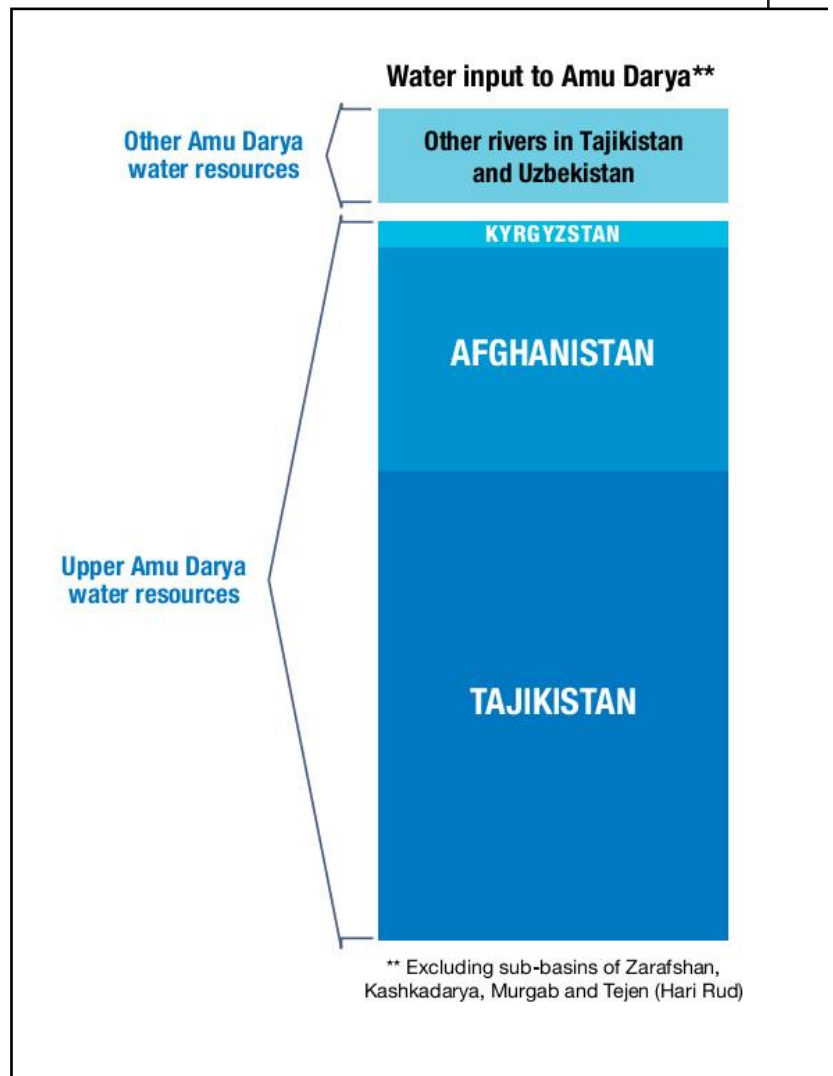 Water input to Amu Darya**
Other Amu Darya
water resources
Other rivers in Tajikistan
and Uzbekistan
KYRGYZSTAN
AFGHANISTAN
Upper Amu Darya
water resources
TAJIKISTAN
** Excluding sub-basins of Zarafshan,
Kashkadarya, Murgab and Tejen (Hari Rud)